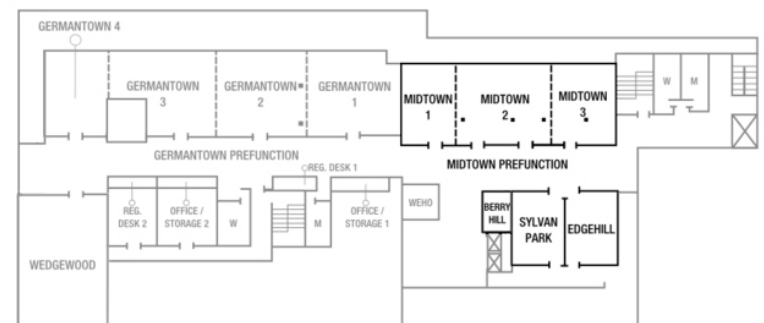 GERMANTOWN 4
GERMANTOWN
3
GERMANTOWN
2
GERMANTOWN
1
MIDTOWN
1
MIDTOWN
2
MIDTOWN
3
W
M
GERMANTOWN PREFUNCTION
MIDTOWN PREFUNCTION
REG. DESK 1
REG.
DESK 2
OFFICE /
STORAGE 2
W
M
OFFICE /
STORAGE 1
WEHO
BERRY
HILL
SYLVAN
PARK
EDGEHILL
WEDGEWOOD